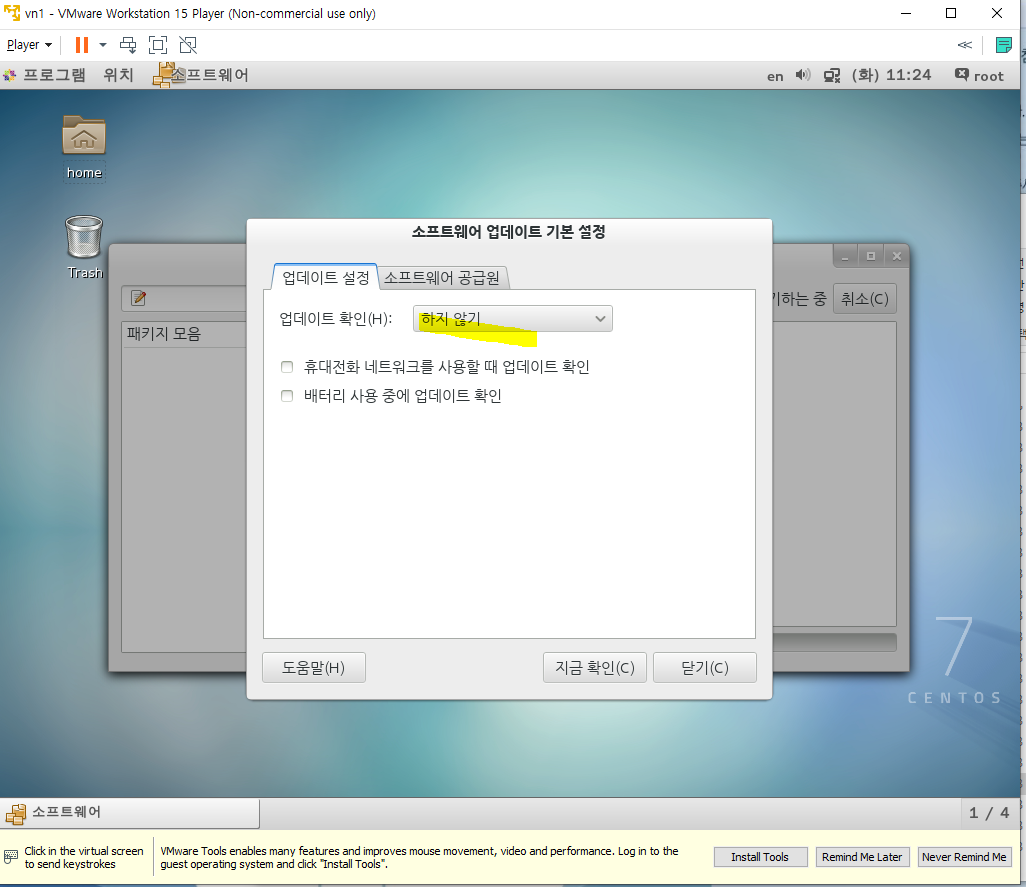 vn1 - VMware Workstation 15 Player (Non-commercial use only)
Player
프로그램 위치 소프트웨어 en (화) 11:24 root
home
Trash
소프트웨어 업데이트 기본 설정
업데이트 설정 소프트웨어 공급원
하는 중 취소(C)
패키지 모음
업데이트 확인(H): 하지 않기
휴대전화 네트워크를 사용할 때 업데이트 확인
배터리 사용 중에 업데이트 확인
도움말(H) 지금 확인(C) 닫기(C)
7
CENTOS
소프트웨어 1 / 4
Click in the virtual screen
to send keystrokes
VMware Tools enables many features and improves mouse movement, video and performance. Log in to the
guest operating system and click "Install Tools".
Install Tools Remind Me Later Never Remind Me